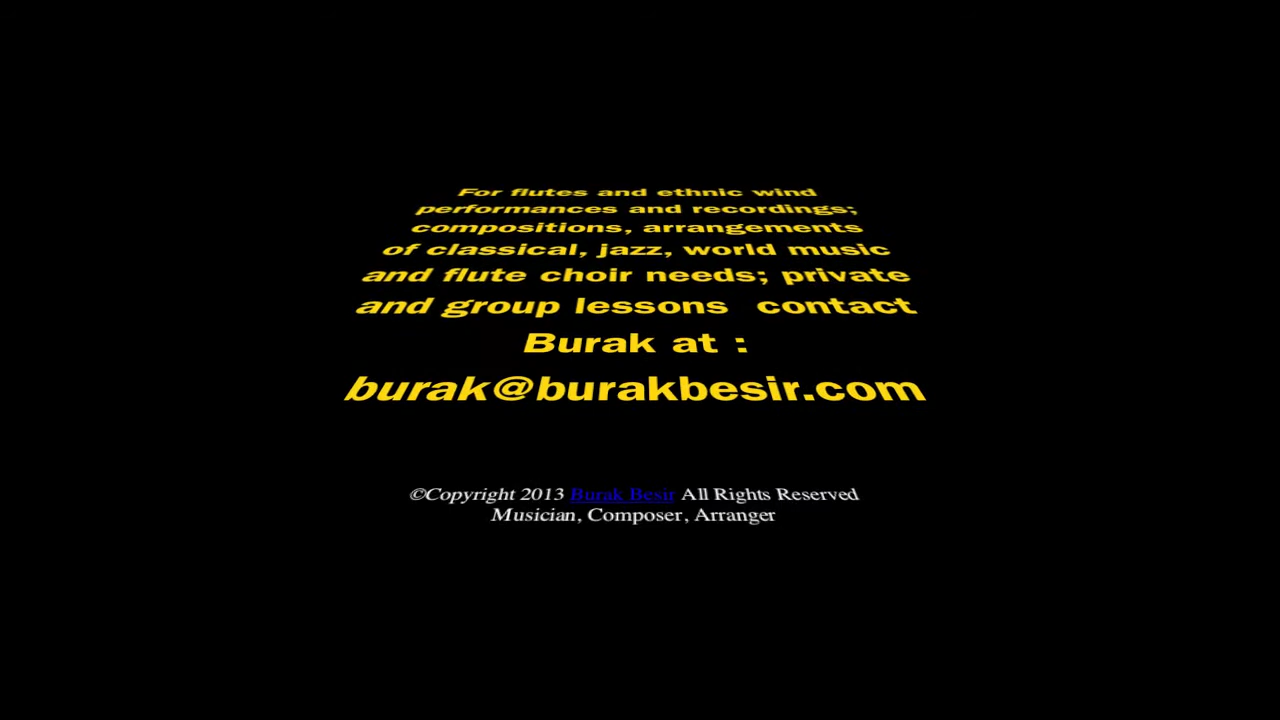 For flutes and ethnic wind
performances and recordings;
compositions, arrangements
of classical, jazz, world music
and flute choir needs; private
and group lessons  contact
Burak at :
burak@burakbesir.com
©Copyright 2013 Burak Besir All Rights Reserved
Musician, Composer, Arranger